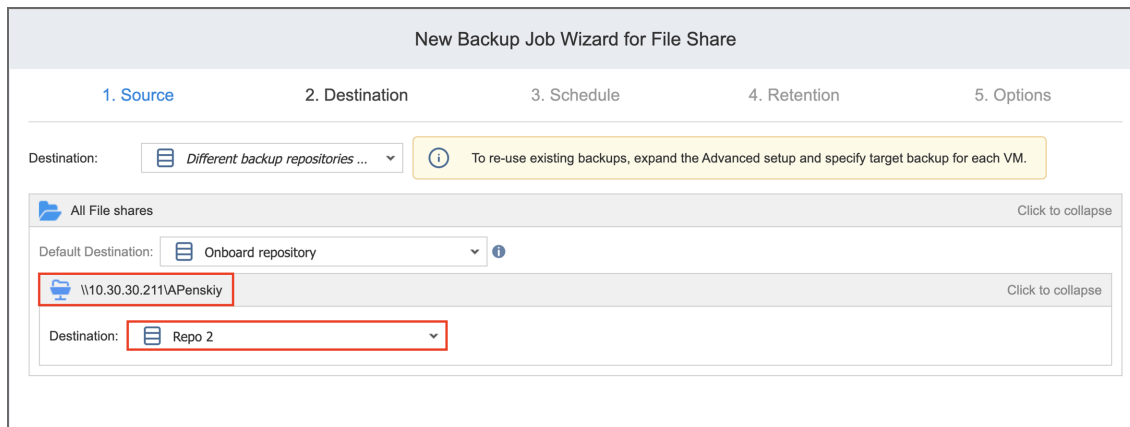 New Backup Job Wizard for File Share
1. Source 2. Destination 3. Schedule 4. Retention 5. Options
Destination: Different backup repositories ... To re-use existing backups, expand the Advanced setup and specify target backup for each VM.
All File shares Click to collapse
Default Destination: Onboard repository
\\10.30.30.211\APenskiy Click to collapse
Destination: Repo 2